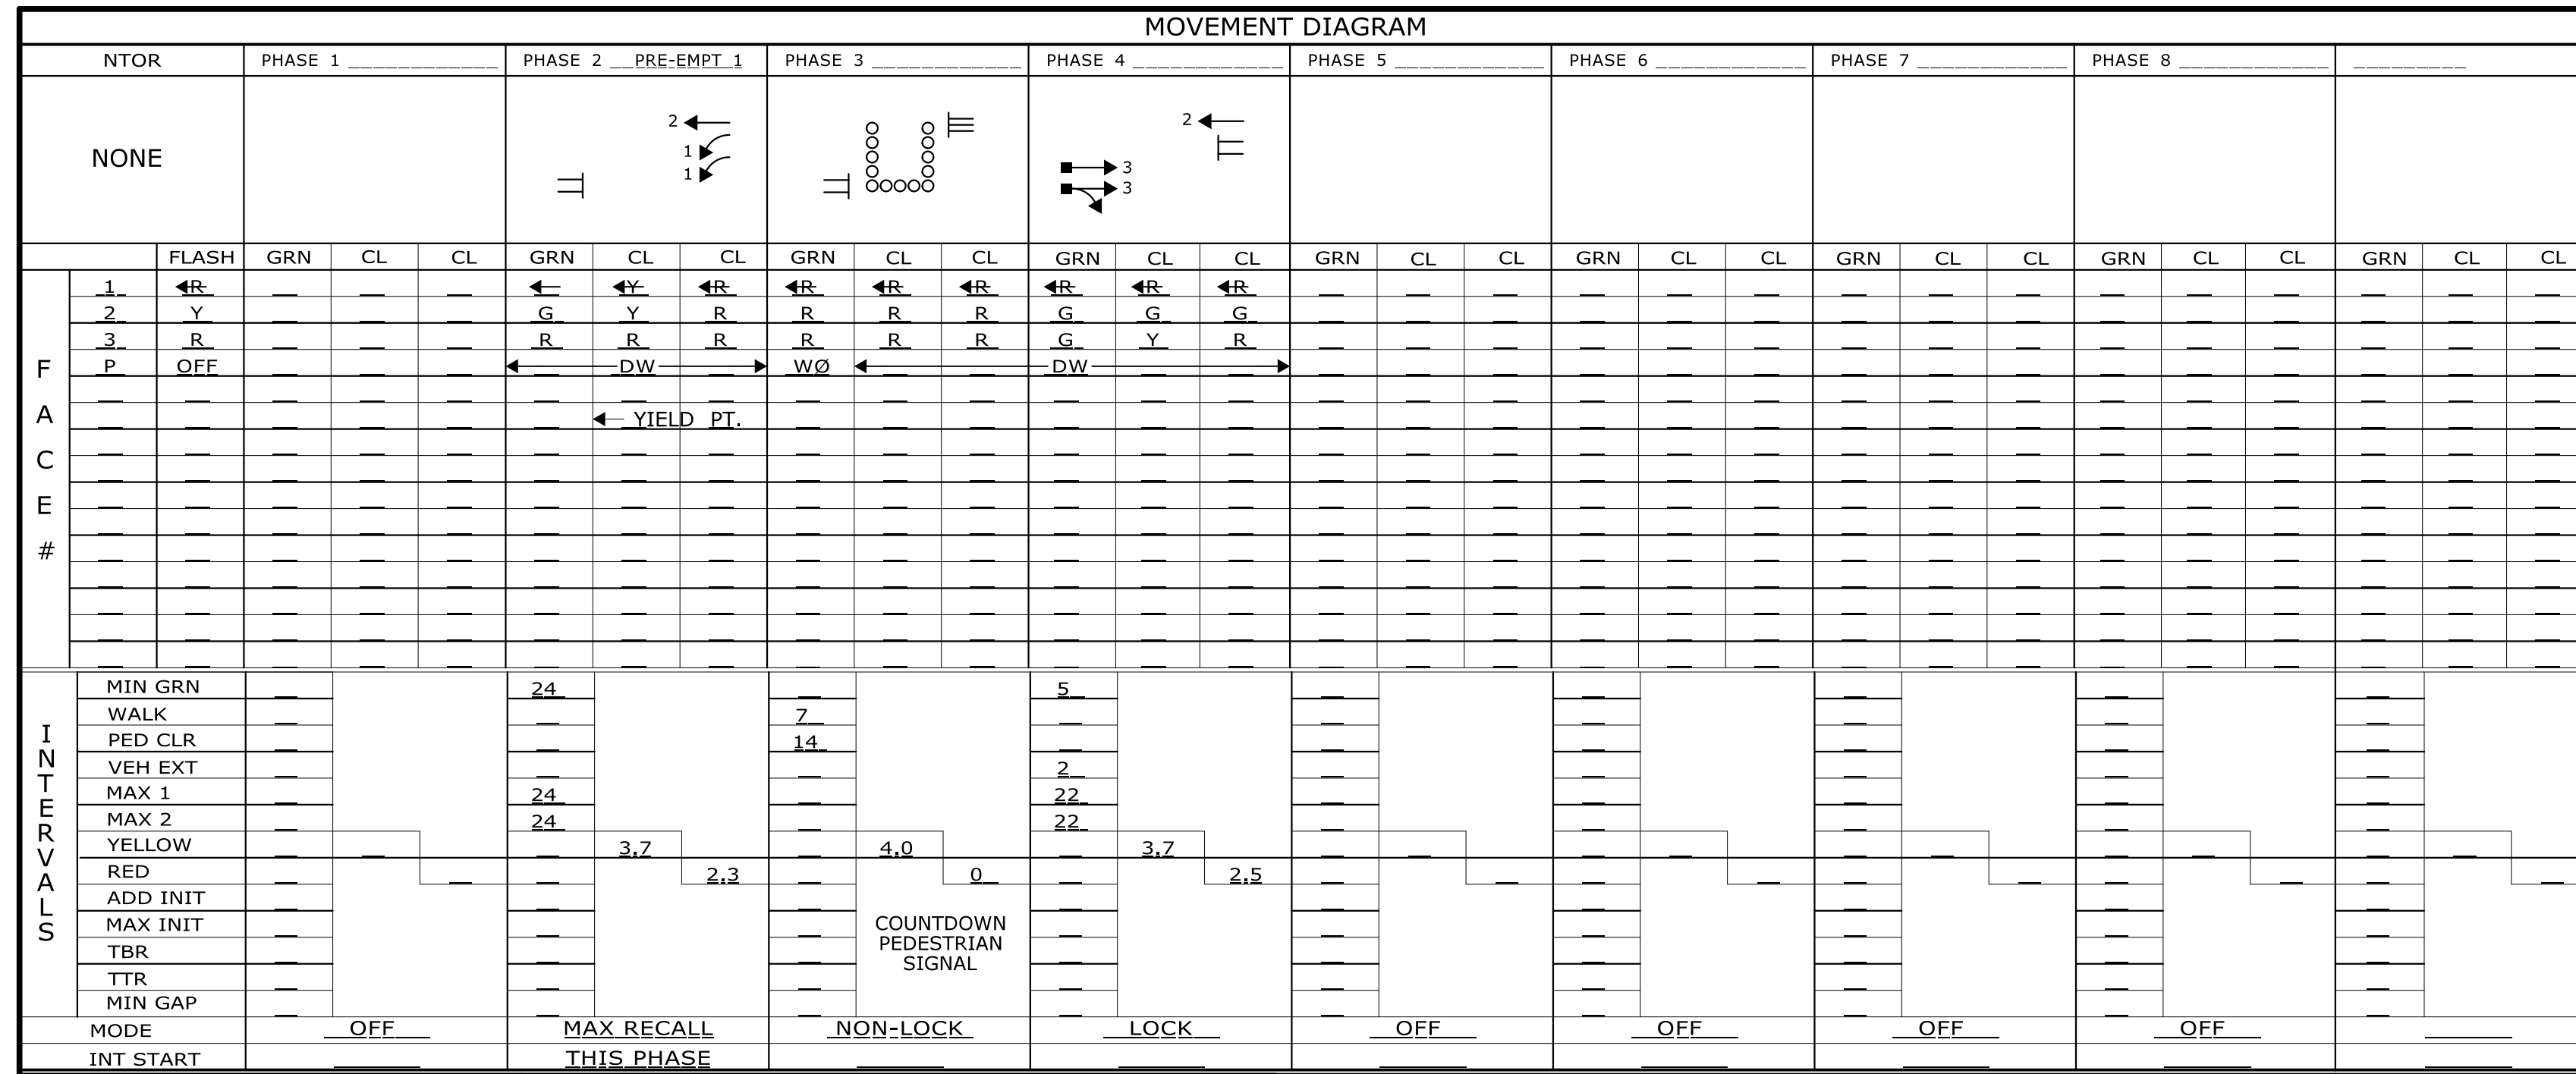 MOVEMENT DIAGRAM
NTOR PHASE 1 PHASE 2 PRE-EMPT 1 PHASE 3 PHASE 4 PHASE 5 PHASE 6 PHASE 7 PHASE 8
2 2
1 3
NONE 1 3
FLASH GRN CL CL GRN CL CL GRN CL CL GRN CL CL GRN CL CL GRN CL CL GRN CL CL GRN CL CL GRN CL CL
1 R Y R R R R R R R
2 Y G Y R R R R G G G
3 R R R R R R R G Y R
P OFF DW WØ DW
YIELD PT.
FACE #
INTERVALS
MIN GRN 24 5
WALK 7
PED CLR 14
VEH EXT 2
MAX 1 24 22
MAX 2 24 22
YELLOW 3.7 4.0 3.7
RED 2.3 0 2.5
ADD INIT
MAX INIT
TBR
TTR
MIN GAP
COUNTDOWN
PEDESTRIAN
SIGNAL
MODE OFF MAX RECALL NON-LOCK LOCK OFF OFF OFF OFF
INT START THIS PHASE